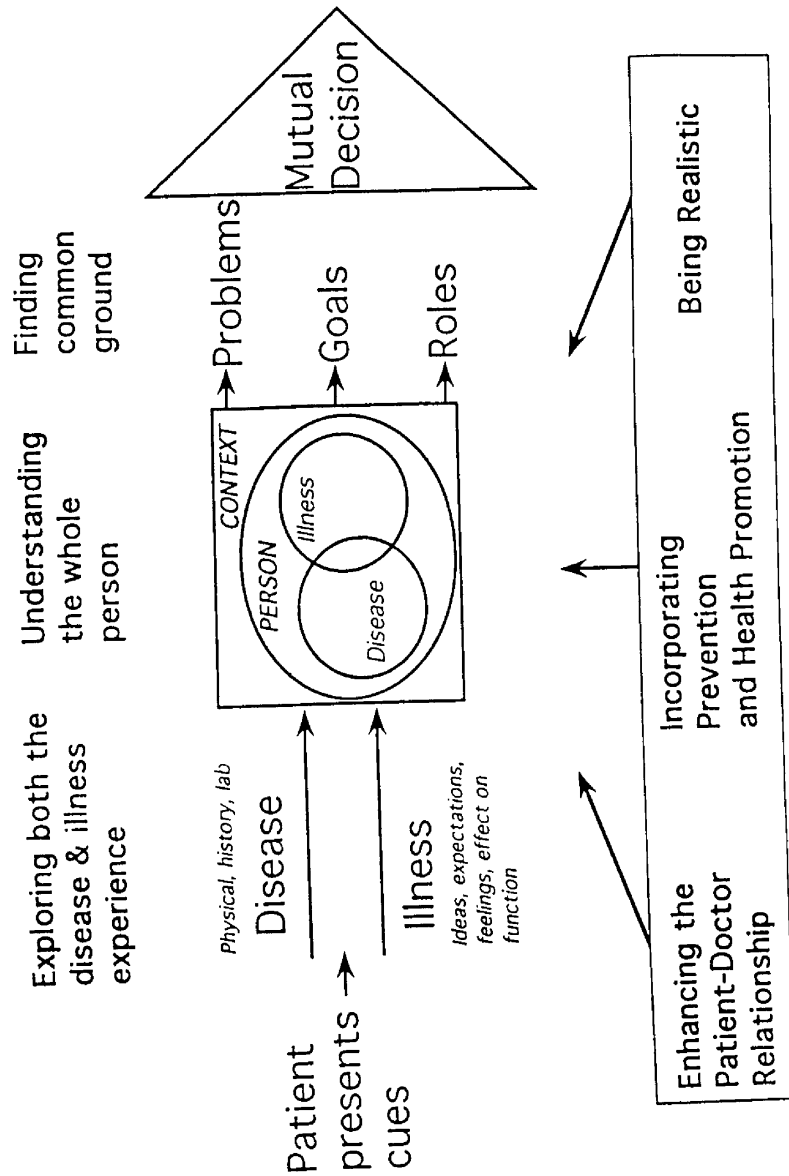 Exploring both the
disease & illness
experience
Understanding
the whole
person
Finding
common
ground
Patient
presents
cues
Physical, history, lab
Disease
Illness
Ideas, expectations,
feelings, effect on
function
CONTEXT
PERSON
Disease
Illness
Problems
Goals
Roles
Mutual
Decision
Enhancing the
Patient-Doctor
Relationship
Incorporating
Prevention
and Health Promotion
Being Realistic